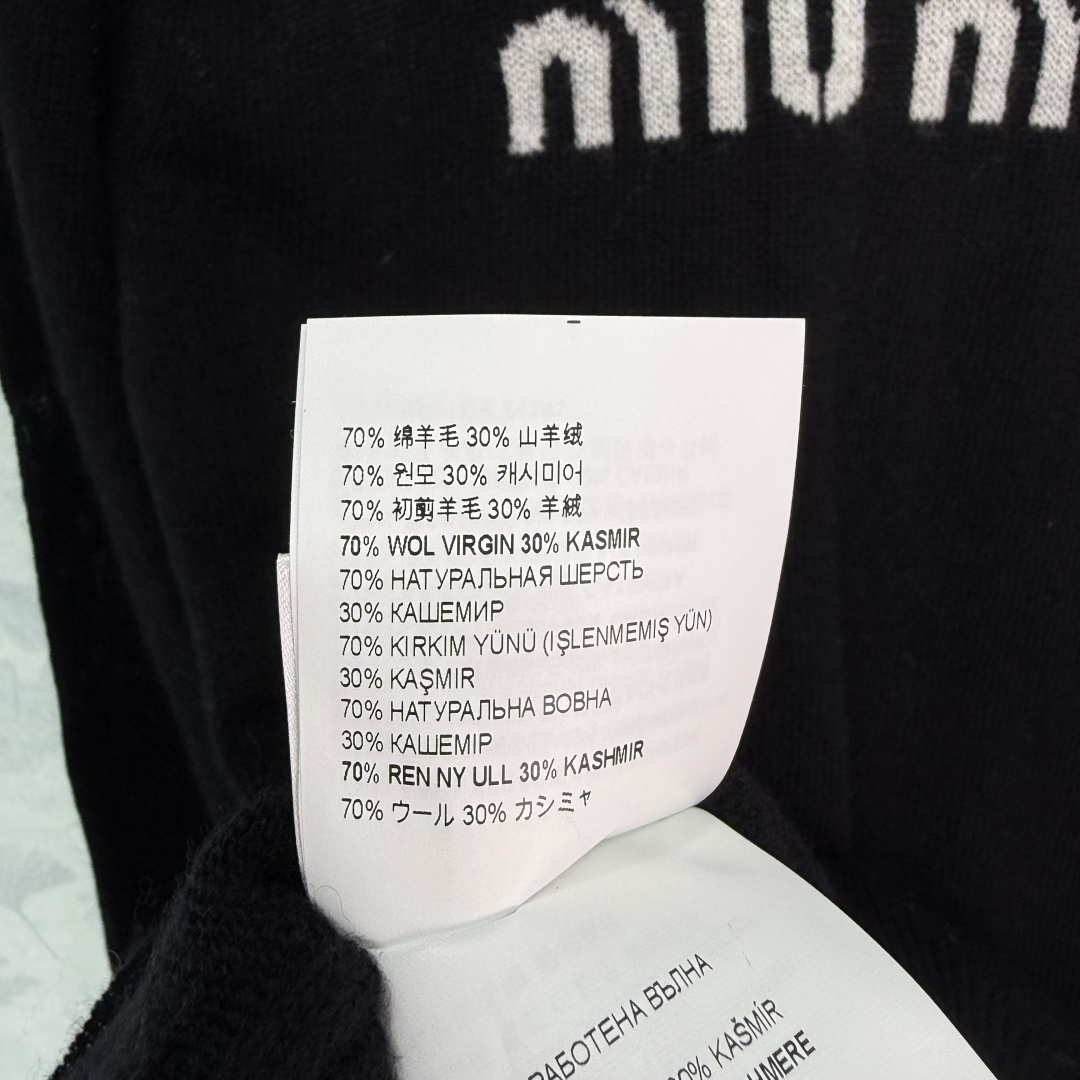 miu mi
70% 绵羊毛 30% 山羊绒
70% 원모 30% 캐시미어
70% 初剪羊毛 30% 羊絨
70% WOL VIRGIN 30% KASMIR
70% НАТУРАЛЬНАЯ ШЕРСТЬ
30% КАШЕМИР
70% KIRKIM YÜNÜ (IŞLENMEMIŞ YÜN)
30% KAŞMIR
70% НАТУРАЛЬНА ВОВНА
30% КАШЕМІР
70% REN NY ULL 30% KASHMIR
70% ウール 30% カシミヤ
РАБОТЕНА ВЪЛНА
00% KAŠMÍR
HMERE